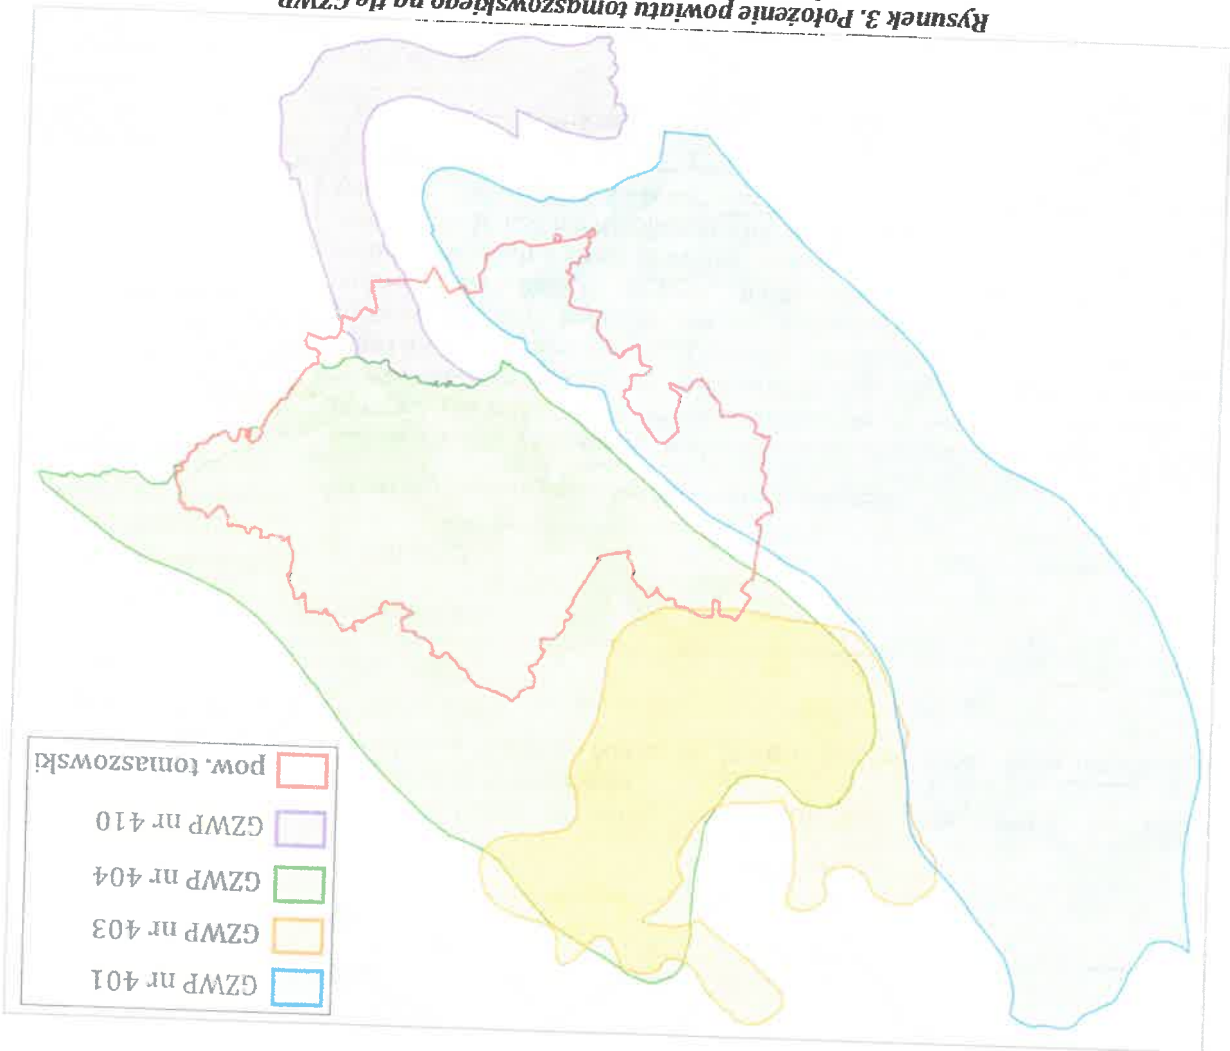 GZWP nr 401
GZWP nr 403
GZWP nr 404
GZWP nr 410
pow. tomaszowski
Rysunek 3. Położenie powiatu tomaszowskiego na tle GZWP